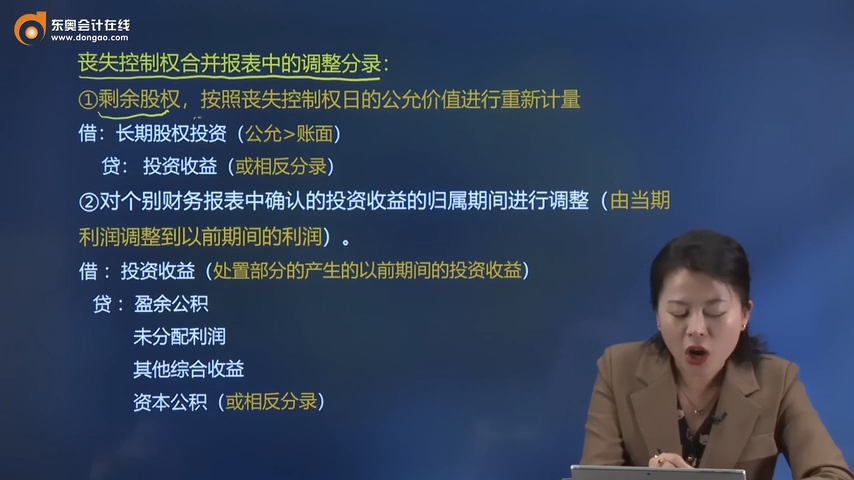 东奥会计在线
www.dongao.com
丧失控制权合并报表中的调整分录：
①剩余股权，按照丧失控制权日的公允价值进行重新计量
借：长期股权投资（公允>账面）
贷：投资收益（或相反分录）
②对个别财务报表中确认的投资收益的归属期间进行调整（由当期
利润调整到以前期间的利润）。
借：投资收益（处置部分的产生的以前期间的投资收益）
贷：盈余公积
未分配利润
其他综合收益
资本公积（或相反分录）